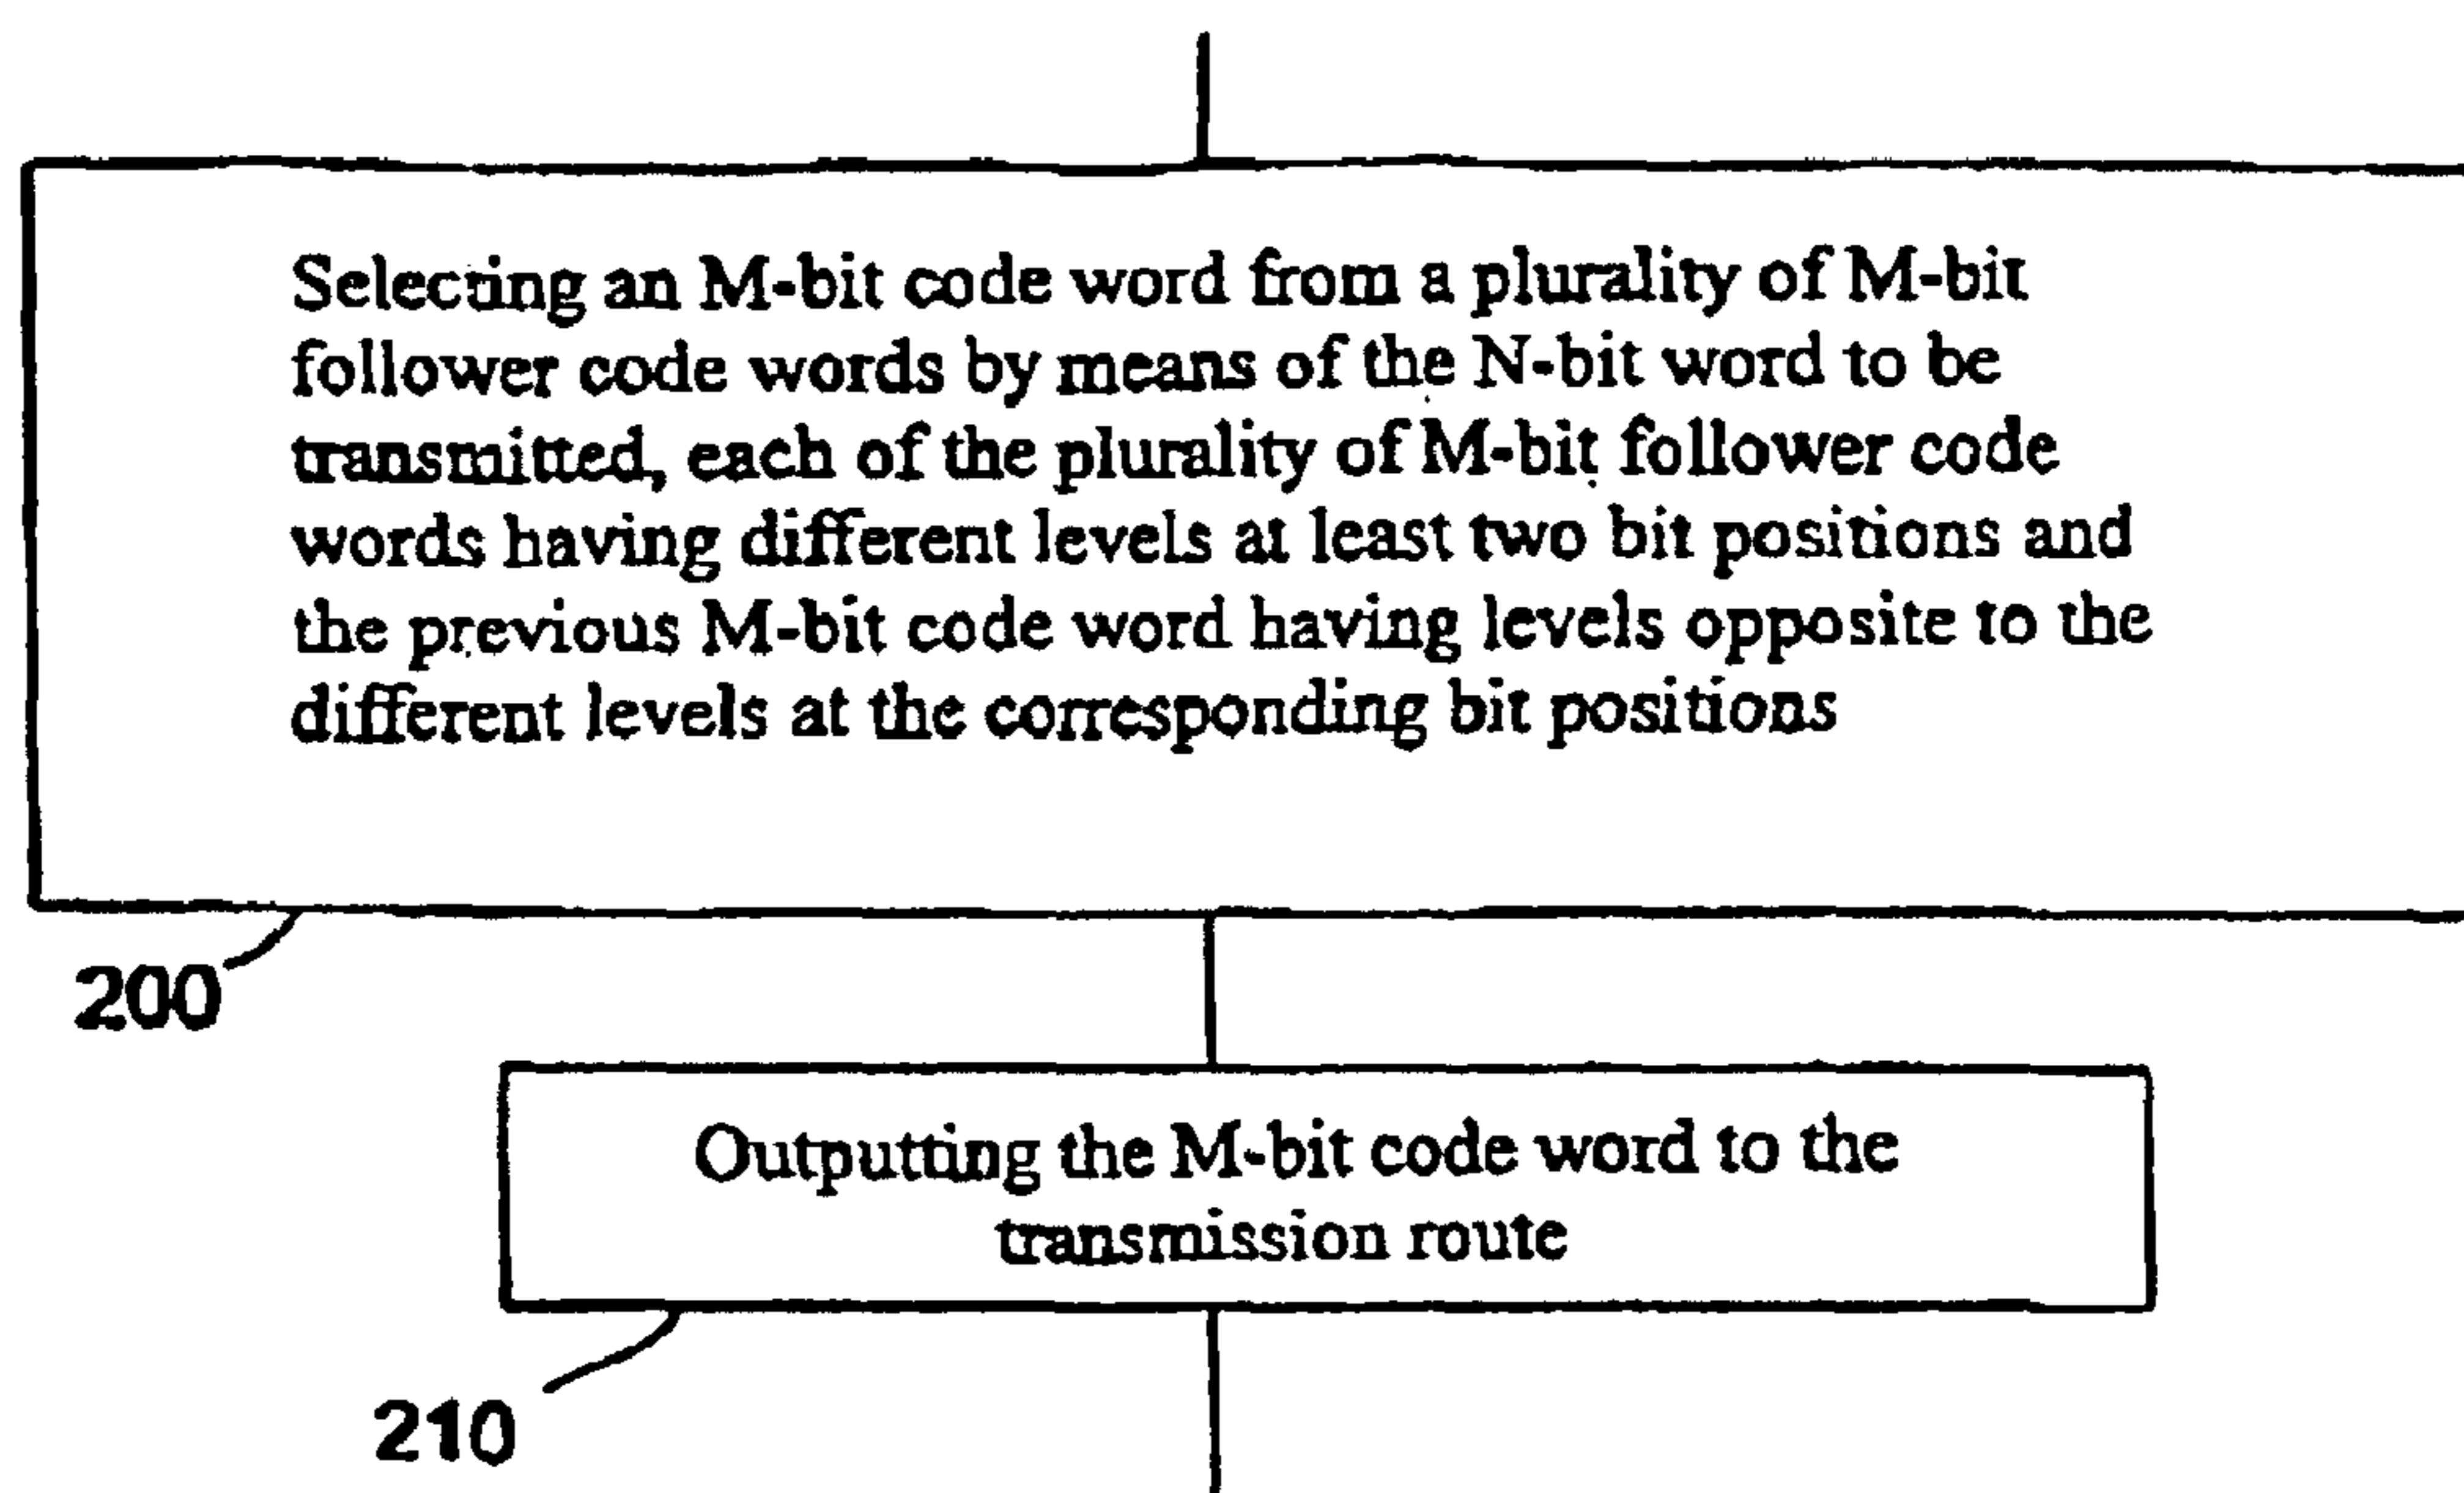 Selecting an M-bit code word from a plurality of M-bit
follower code words by means of the N-bit word to be
transmitted, each of the plurality of M-bit follower code
words having different levels at least two bit positions and
the previous M-bit code word having levels opposite to the
different levels at the corresponding bit positions
200
Outputting the M-bit code word to the
transmission route
210